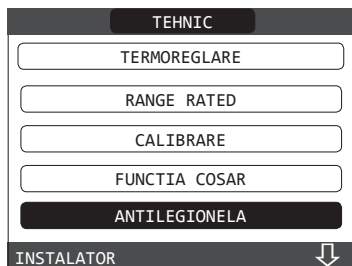 TEHNIC
TERMOREGLARE
RANGE RATED
CALIBRARE
FUNCTIA COSAR
ANTILEGIONELA
INSTALATOR